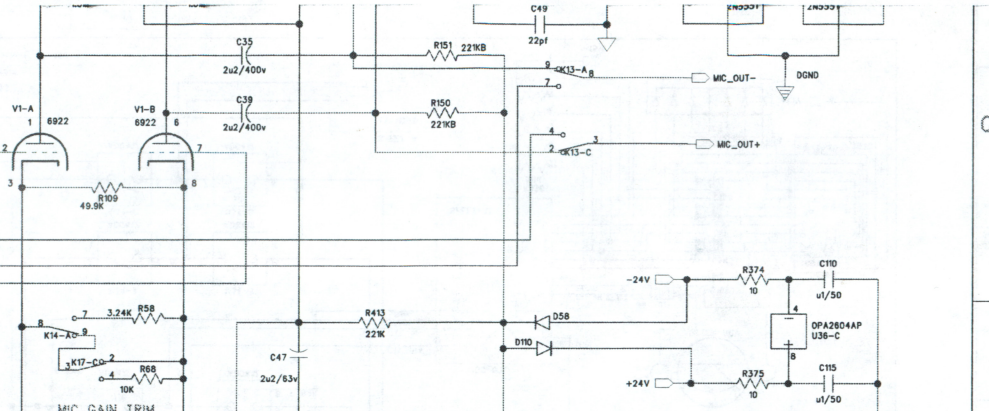 C49
22pf
C35
2u2/400v
R151 221KB
9 K13-A 8
MIC_OUT-
7
DGND
V1-A
1 6922
V1-B
6922 6
C39
2u2/400v
R150
221KB
4
3
MIC_OUT+
2 K13-C
2
7
3
8
R109
49.9K
-24V
R374
10
C110
u1/50
7 3.24K R58
8
K14-A 9
R413
221K
D58
4
OPA2604AP
U36-C
8
D110
K17-C 2
3
4 R68
10K
C47
2u2/63v
+24V
R375
10
C115
u1/50
MIC GAIN TRIM